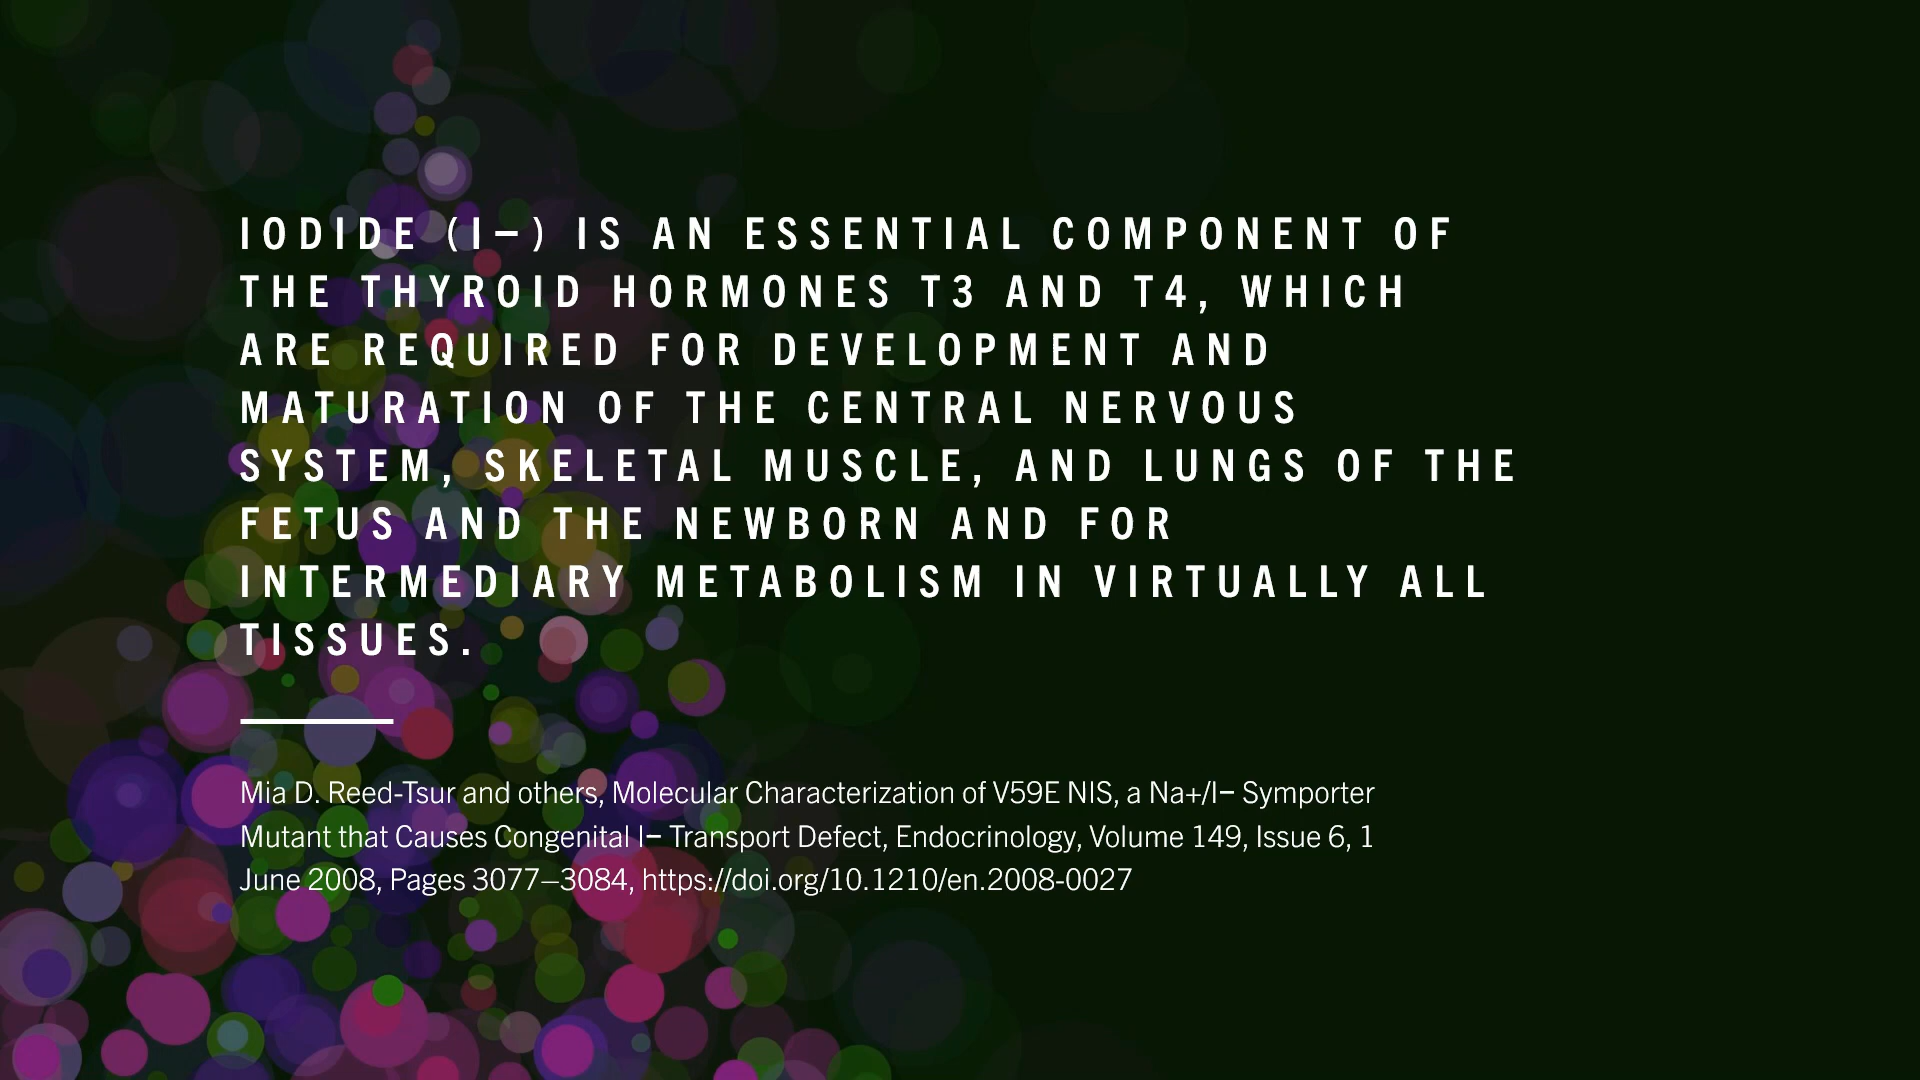 IODIDE (I−) IS AN ESSENTIAL COMPONENT OF
THE THYROID HORMONES T3 AND T4, WHICH
ARE REQUIRED FOR DEVELOPMENT AND
MATURATION OF THE CENTRAL NERVOUS
SYSTEM, SKELETAL MUSCLE, AND LUNGS OF THE
FETUS AND THE NEWBORN AND FOR
INTERMEDIARY METABOLISM IN VIRTUALLY ALL
TISSUES.
Mia D. Reed-Tsur and others, Molecular Characterization of V59E NIS, a Na+/I− Symporter
Mutant that Causes Congenital I− Transport Defect, Endocrinology, Volume 149, Issue 6, 1
June 2008, Pages 3077–3084, https://doi.org/10.1210/en.2008-0027